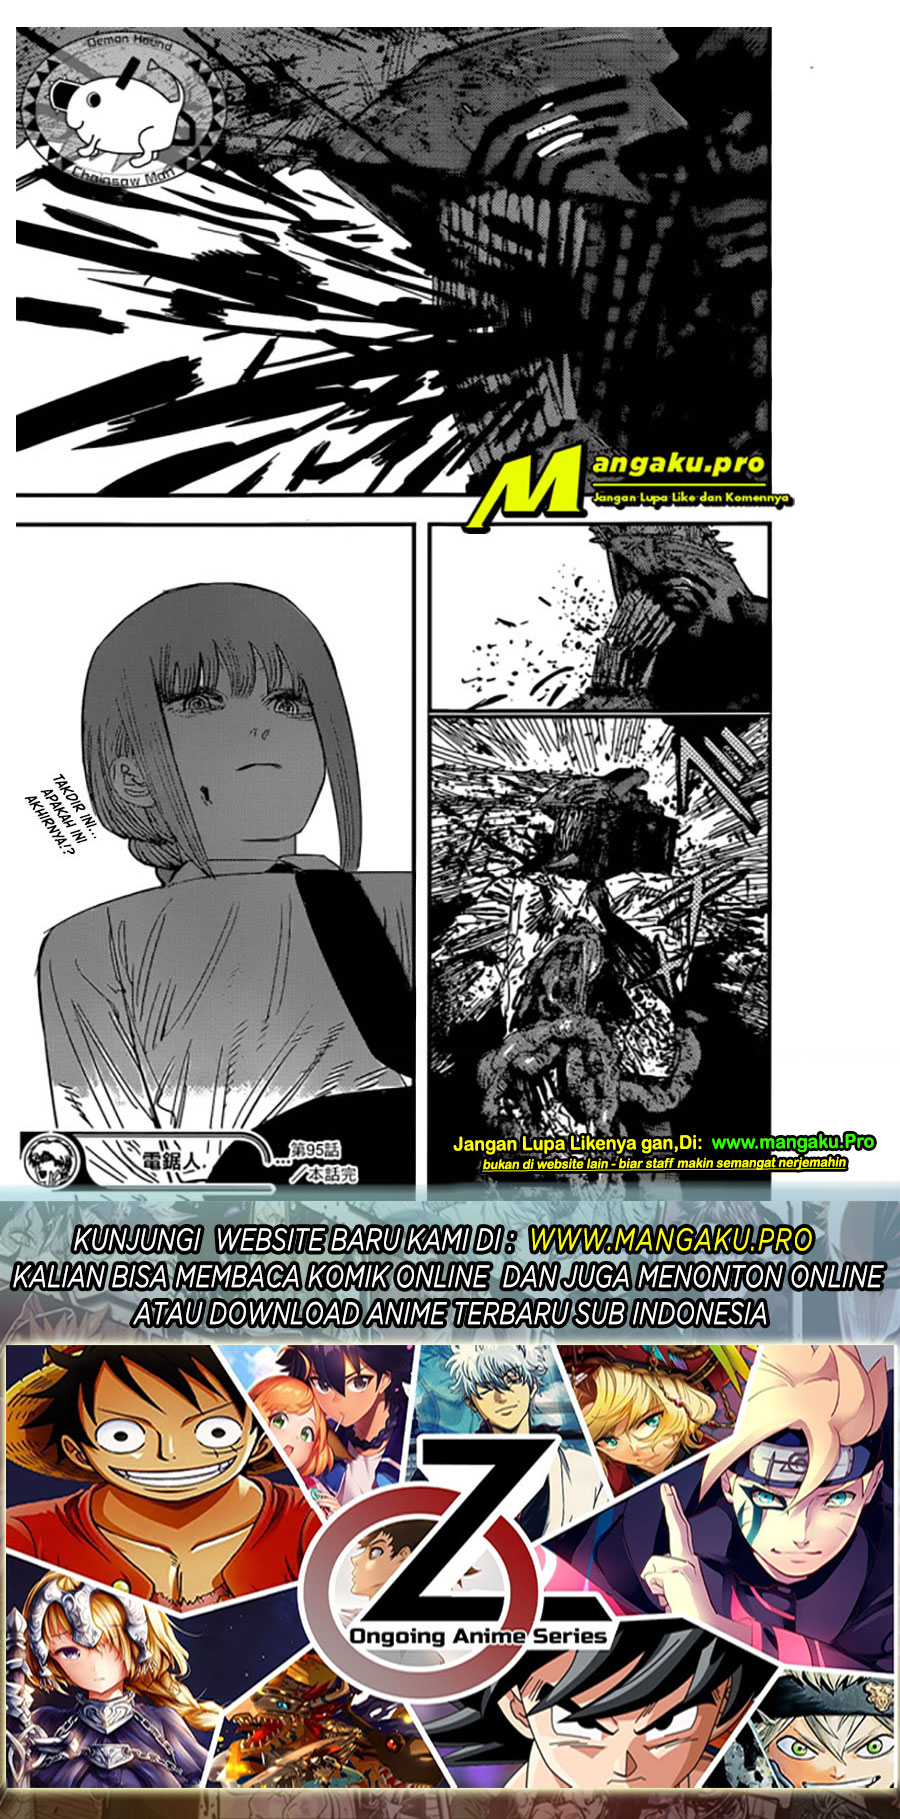 Demon Hound
Chainsaw Man
Mangaku.pro
Jangan Lupa Like dan Komennya
TAKDIR INI...
APAKAH INI
AKHIRNYA!?
電鋸人.
...第95話
／本話完
Jangan Lupa Likenya gan,Di: www.mangaku.Pro
bukan di website lain - biar staff makin semangat nerjemahin
KUNJUNGI WEBSITE BARU KAMI DI : WWW.MANGAKU.PRO
KALIAN BISA MEMBACA KOMIK ONLINE DAN JUGA MENONTON ONLINE
ATAU DOWNLOAD ANIME TERBARU SUB INDONESIA
OZ
Ongoing Anime Series